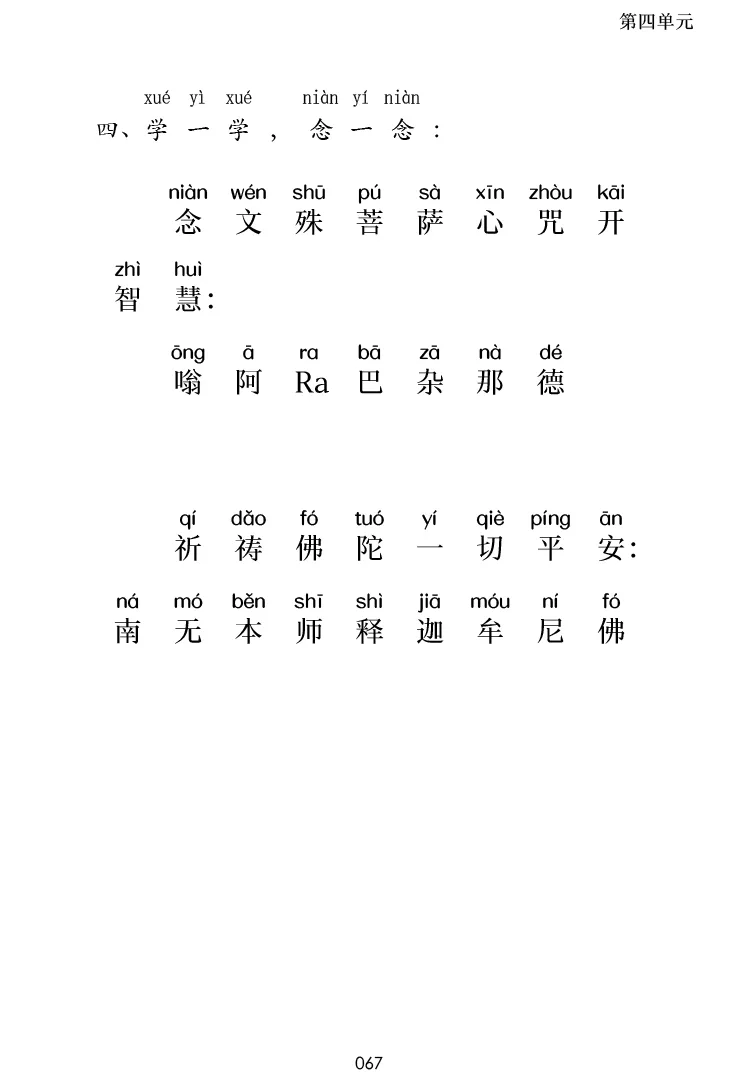 第四单元
xué yì xué niàn yí niàn
四、学一学，念一念：
niàn wén shū pú sà xīn zhòu kāi
念文殊菩萨心咒开
zhì huì
智慧：
ōng ā ra bā zā nà dé
嗡阿Ra巴杂那德
qí dǎo fó tuó yí qiè píng ān
祈祷佛陀一切平安：
ná mó běn shī shì jiā móu ní fó
南无本师释迦牟尼佛
067